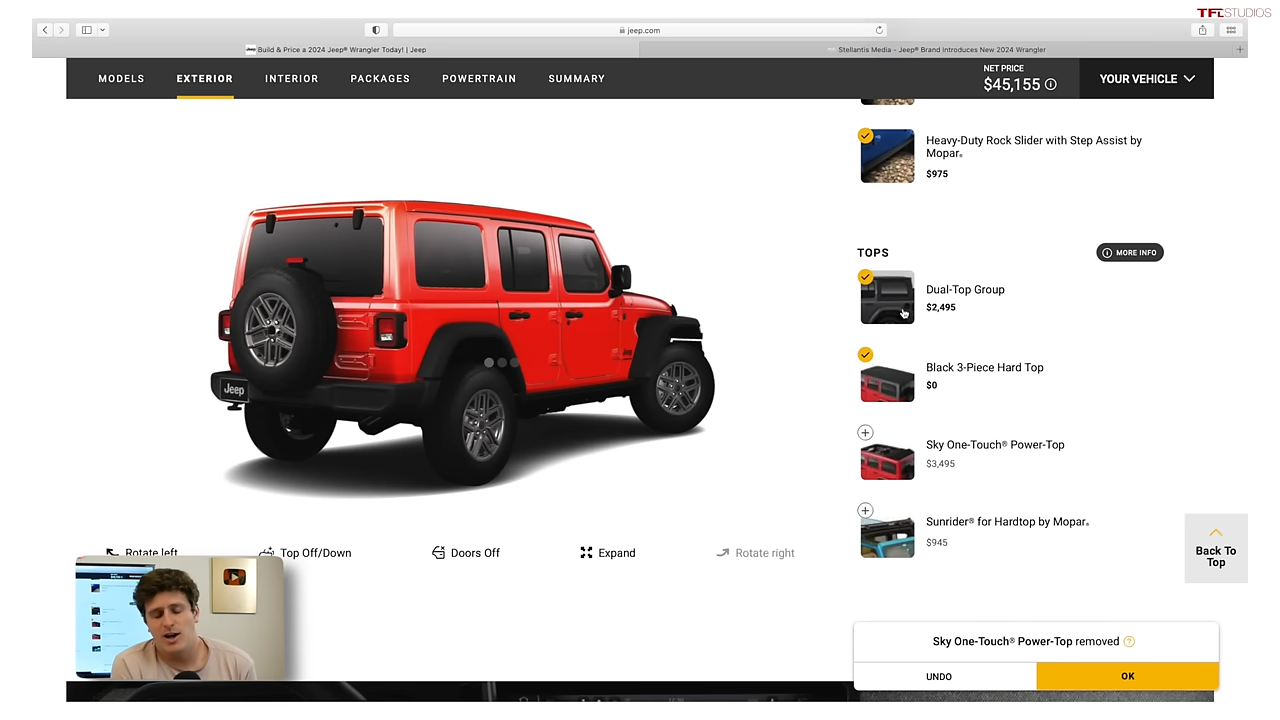 TFLSTUDIOS
jeep.com
Build & Price a 2024 Jeep® Wrangler Today! | Jeep
Stellantis Media - Jeep® Brand Introduces New 2024 Wrangler
MODELS
EXTERIOR
INTERIOR
PACKAGES
POWERTRAIN
SUMMARY
NET PRICE
$45,155
YOUR VEHICLE
Heavy-Duty Rock Slider with Step Assist by
Mopar®
$975
TOPS
MORE INFO
Dual-Top Group
$2,495
Black 3-Piece Hard Top
$0
Sky One-Touch® Power-Top
$3,495
Sunrider® for Hardtop by Mopar®
$945
Jeep
Rotate left
Top Off/Down
Doors Off
Expand
Rotate right
Back To
Top
Sky One-Touch® Power-Top removed
UNDO
OK